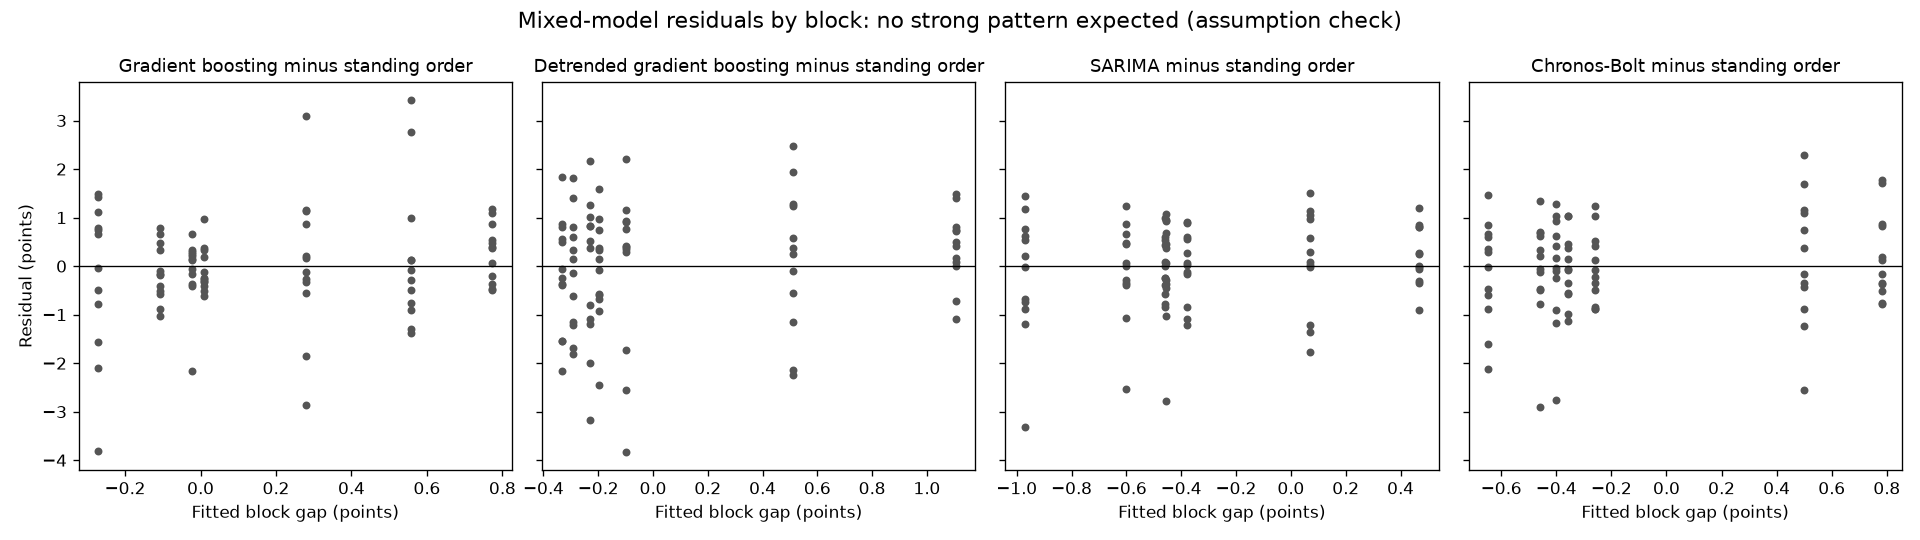 Mixed-model residuals by block: no strong pattern expected (assumption check)
Gradient boosting minus standing order
Detrended gradient boosting minus standing order
SARIMA minus standing order
Chronos-Bolt minus standing order
Residual (points)
3
2
1
0
−1
−2
−3
−4
−0.2 0.0 0.2 0.4 0.6 0.8
−0.4 −0.2 0.0 0.2 0.4 0.6 0.8 1.0
−1.0 −0.8 −0.6 −0.4 −0.2 0.0 0.2 0.4
−0.6 −0.4 −0.2 0.0 0.2 0.4 0.6 0.8
Fitted block gap (points)
Fitted block gap (points)
Fitted block gap (points)
Fitted block gap (points)